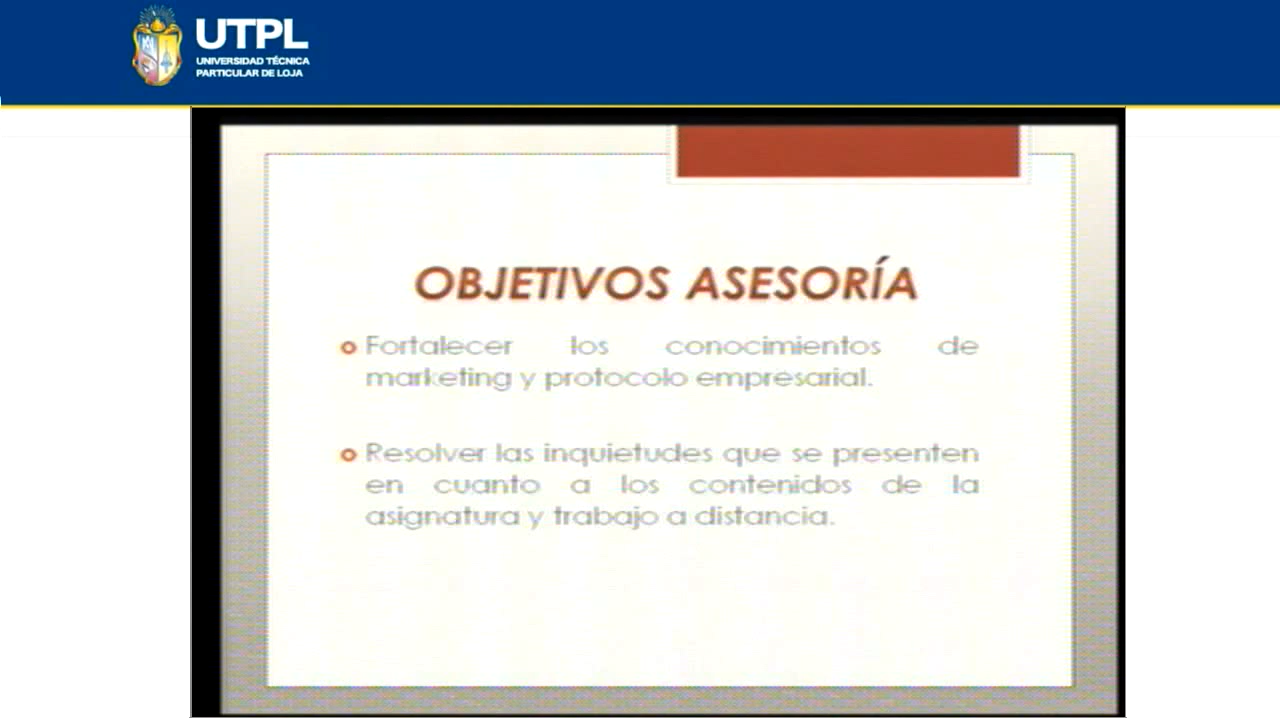 UTPL
UNIVERSIDAD TÉCNICA
PARTICULAR DE LOJA
OBJETIVOS ASESORÍA
Fortalecer los conocimientos de
marketing y protocolo empresarial.
Resolver las inquietudes que se presenten
en cuanto a los contenidos de la
asignatura y trabajo a distancia.